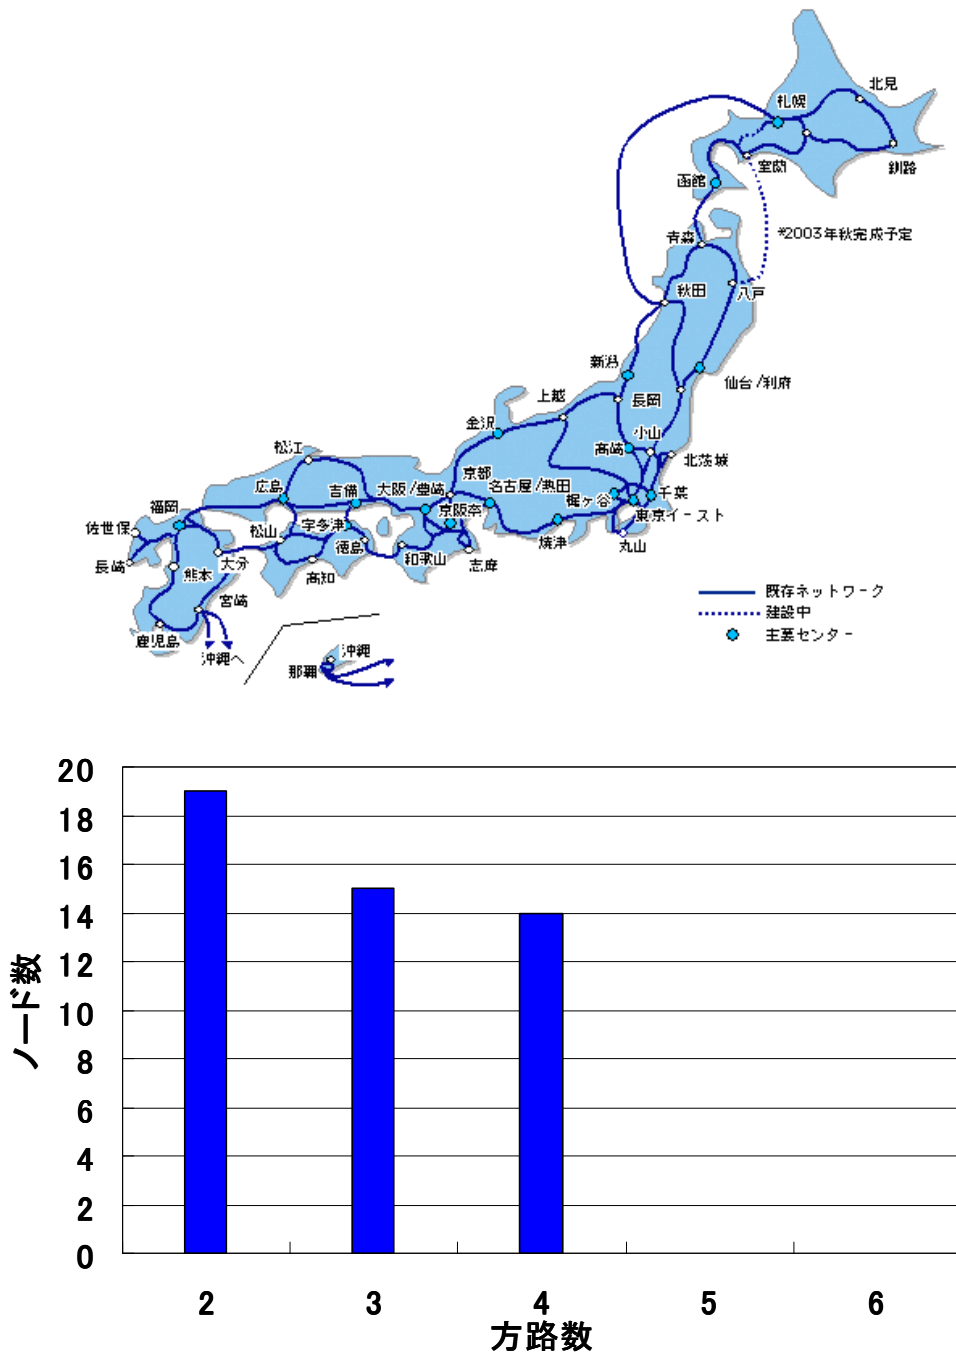 北見
札幌
釧路
室蘭
函館
*2003年秋完成予定
青森
秋田
八戸
新潟
仙台/利府
上越
長岡
金沢
小山
高崎
北茨城
松江
京都
広島
吉備
大阪/豊崎
名古屋/熱田
梶ヶ谷
千葉
福岡
京阪奈
東京イースト
佐世保
松山
宇多津
徳島
和歌山
志摩
焼津
丸山
長崎
熊本
大分
高知
宮崎
鹿児島
沖縄へ
那覇
沖縄
既存ネットワーク
建設中
主要センター
20
18
16
14
12
10
8
6
4
2
0
ノード数
2 3 4 5 6
方路数